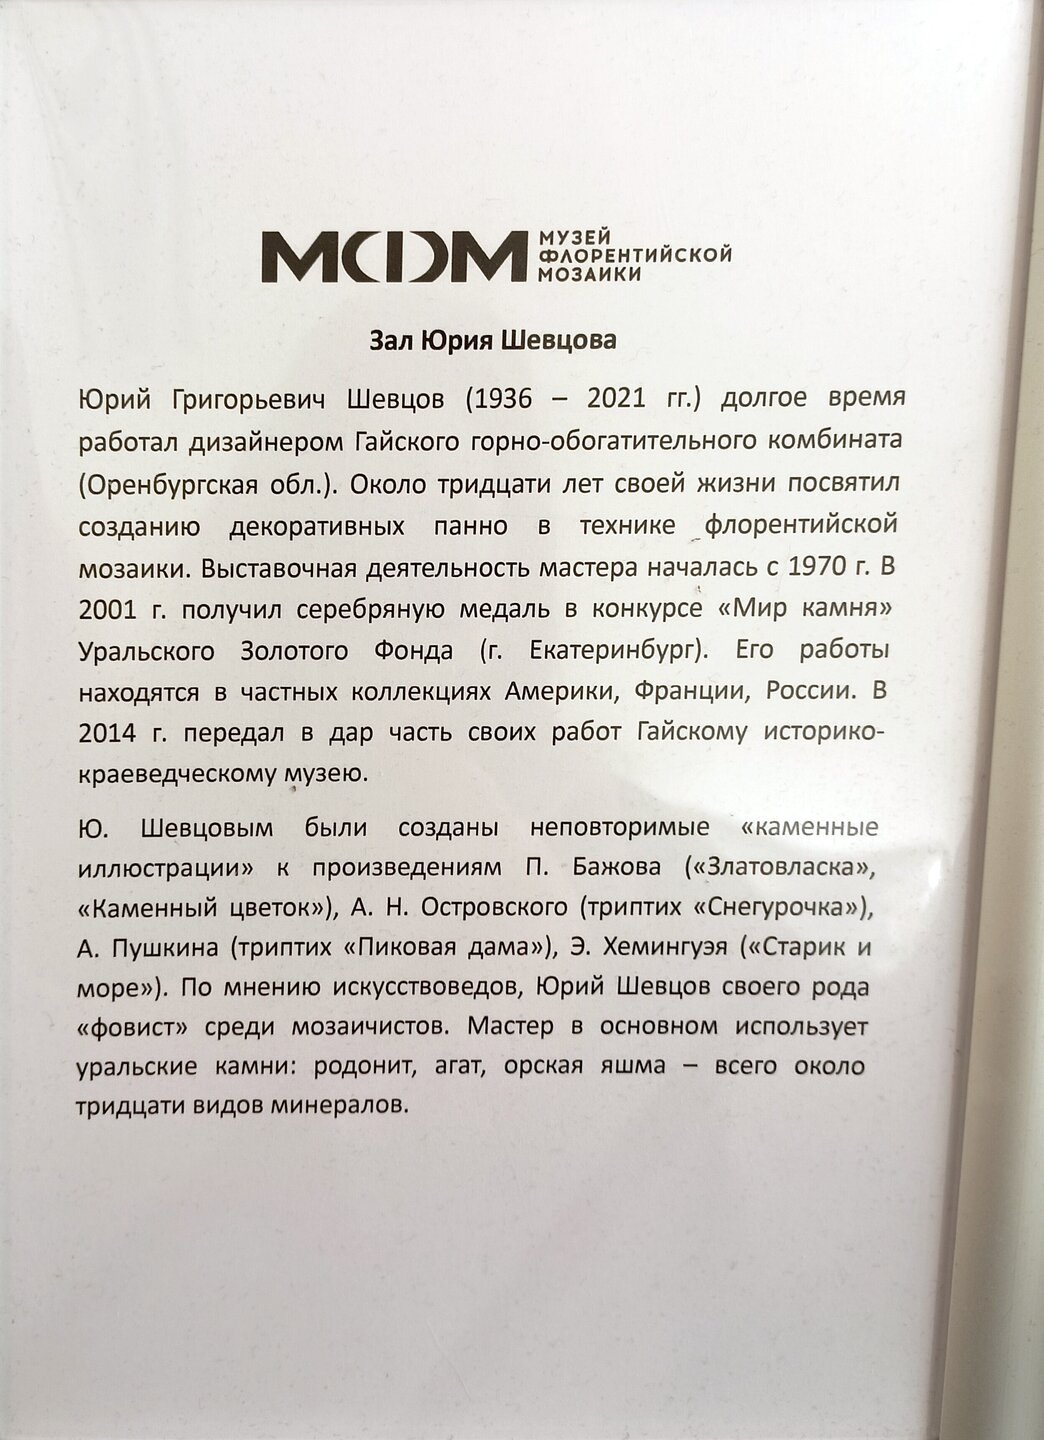 МФМ
МУЗЕЙ
ФЛОРЕНТИЙСКОЙ
МОЗАИКИ
Зал Юрия Шевцова
Юрий Григорьевич Шевцов (1936 – 2021 гг.) долгое время
работал дизайнером Гайского горно-обогатительного комбината
(Оренбургская обл.). Около тридцати лет своей жизни посвятил
созданию декоративных панно в технике флорентийской
мозаики. Выставочная деятельность мастера началась с 1970 г. В
2001 г. получил серебряную медаль в конкурсе «Мир камня»
Уральского Золотого Фонда (г. Екатеринбург). Его работы
находятся в частных коллекциях Америки, Франции, России. В
2014 г. передал в дар часть своих работ Гайскому историко-
краеведческому музею.
Ю. Шевцовым были созданы неповторимые «каменные
иллюстрации» к произведениям П. Бажова («Златовласка»,
«Каменный цветок»), А. Н. Островского (триптих «Снегурочка»),
А. Пушкина (триптих «Пиковая дама»), Э. Хемингуэя («Старик и
море»). По мнению искусствоведов, Юрий Шевцов своего рода
«фовист» среди мозаичистов. Мастер в основном использует
уральские камни: родонит, агат, орская яшма – всего около
тридцати видов минералов.